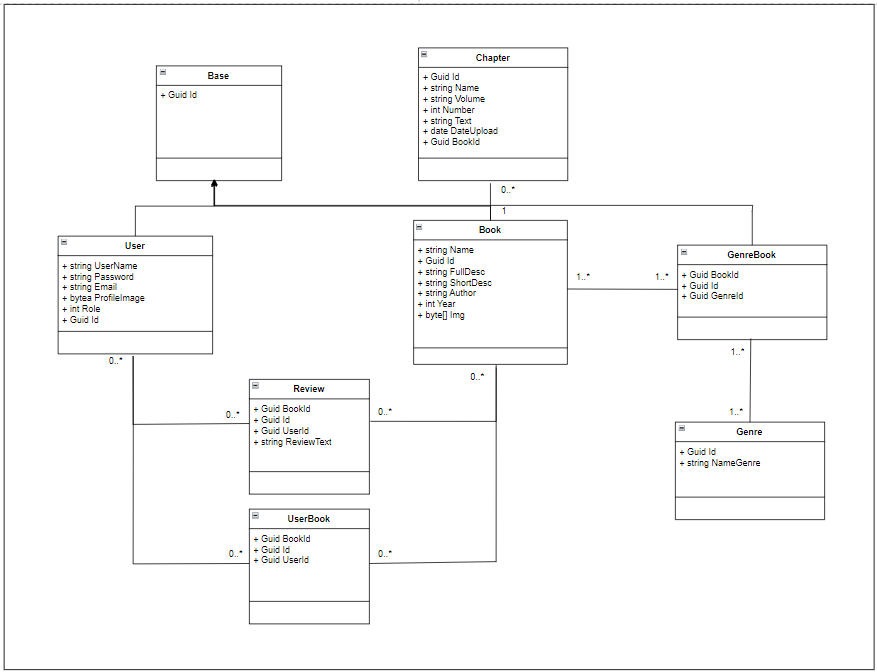 Base
+ Guid Id
Chapter
+ Guid Id
+ string Name
+ string Volume
+ int Number
+ string Text
+ date DateUpload
+ Guid BookId
0..*
1
User
+ string UserName
+ string Password
+ string Email
+ bytea ProfileImage
+ int Role
+ Guid Id
0..*
Book
+ string Name
+ Guid Id
+ string FullDesc
+ string ShortDesc
+ string Author
+ int Year
+ byte[] Img
0..*
1..*
1..*
GenreBook
+ Guid BookId
+ Guid Id
+ Guid GenreId
1..*
1..*
Review
+ Guid BookId
+ Guid Id
+ Guid UserId
+ string ReviewText
0..*
0..*
Genre
+ Guid Id
+ string NameGenre
UserBook
+ Guid BookId
+ Guid Id
+ Guid UserId
0..*
0..*